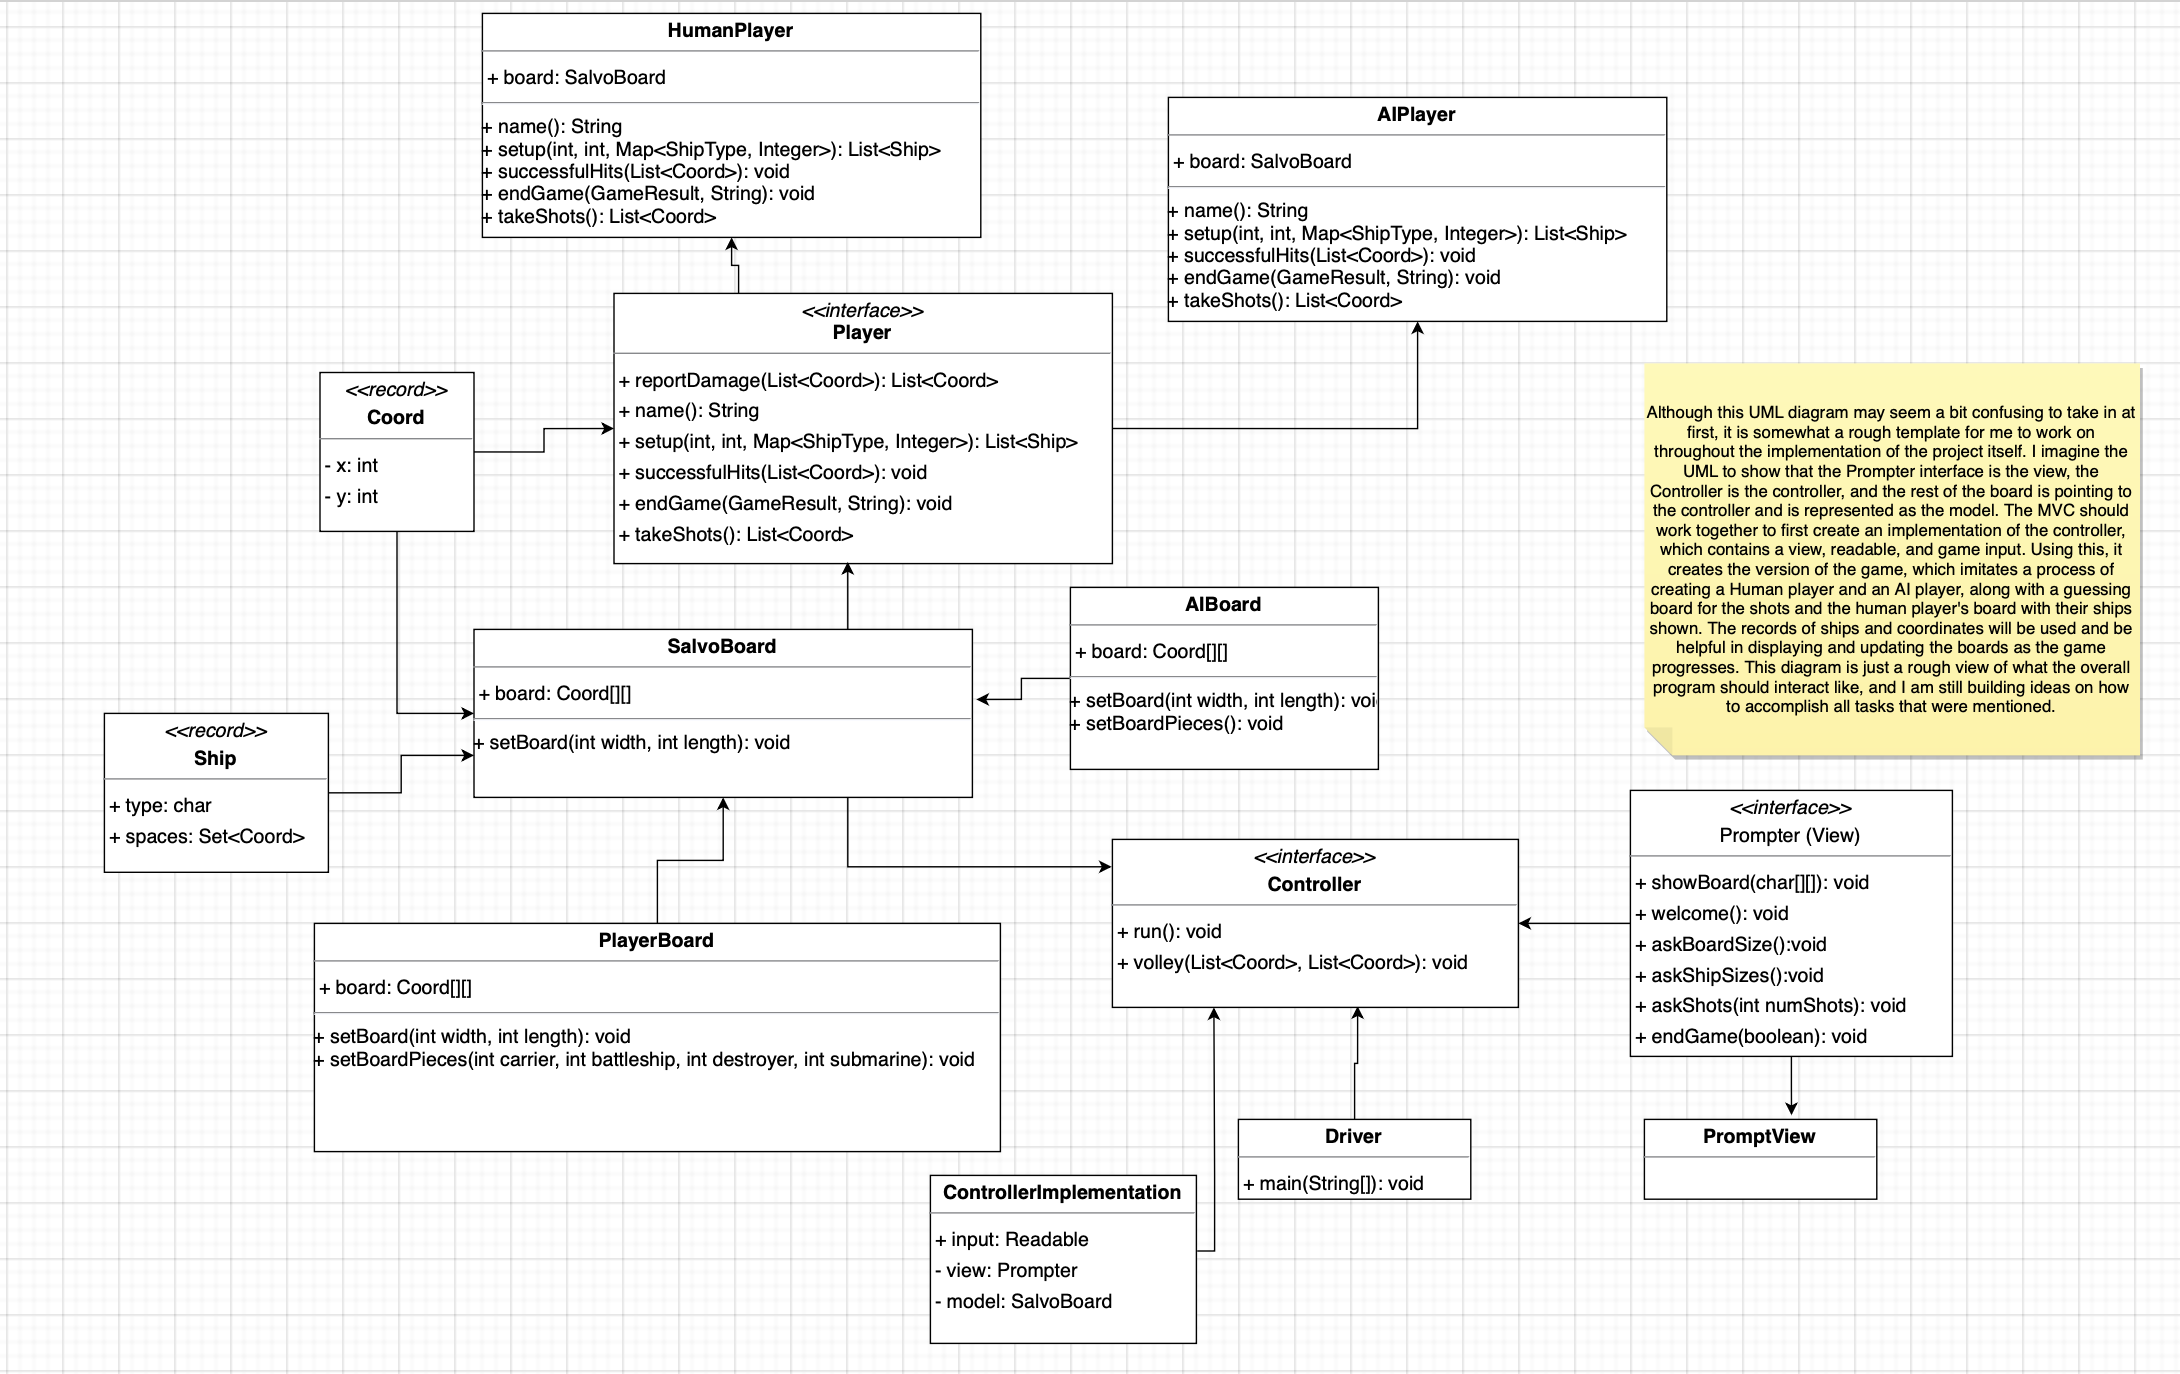 HumanPlayer
+ board: SalvoBoard
+ name(): String
+ setup(int, int, Map<ShipType, Integer>): List<Ship>
+ successfulHits(List<Coord>): void
+ endGame(GameResult, String): void
+ takeShots(): List<Coord>
AIPlayer
+ board: SalvoBoard
+ name(): String
+ setup(int, int, Map<ShipType, Integer>): List<Ship>
+ successfulHits(List<Coord>): void
+ endGame(GameResult, String): void
+ takeShots(): List<Coord>
<<interface>>
Player
+ reportDamage(List<Coord>): List<Coord>
+ name(): String
+ setup(int, int, Map<ShipType, Integer>): List<Ship>
+ successfulHits(List<Coord>): void
+ endGame(GameResult, String): void
+ takeShots(): List<Coord>
<<record>>
Coord
- x: int
- y: int
Although this UML diagram may seem a bit confusing to take in at
first, it is somewhat a rough template for me to work on
throughout the implementation of the project itself. I imagine the
UML to show that the Prompter interface is the view, the
Controller is the controller, and the rest of the board is pointing to
the controller and is represented as the model. The MVC should
work together to first create an implementation of the controller,
which contains a view, readable, and game input. Using this, it
creates the version of the game, which imitates a process of
creating a Human player and an AI player, along with a guessing
board for the shots and the human player's board with their ships
shown. The records of ships and coordinates will be used and be
helpful in displaying and updating the boards as the game
progresses. This diagram is just a rough view of what the overall
program should interact like, and I am still building ideas on how
to accomplish all tasks that were mentioned.
AIBoard
+ board: Coord[][]
+ setBoard(int width, int length): voi
+ setBoardPieces(): void
SalvoBoard
+ board: Coord[][]
+ setBoard(int width, int length): void
<<record>>
Ship
+ type: char
+ spaces: Set<Coord>
<<interface>>
Prompter (View)
+ showBoard(char[][]): void
+ welcome(): void
+ askBoardSize():void
+ askShipSizes():void
+ askShots(int numShots): void
+ endGame(boolean): void
<<interface>>
Controller
+ run(): void
+ volley(List<Coord>, List<Coord>): void
PlayerBoard
+ board: Coord[][]
+ setBoard(int width, int length): void
+ setBoardPieces(int carrier, int battleship, int destroyer, int submarine): void
Driver
+ main(String[]): void
PromptView
ControllerImplementation
+ input: Readable
- view: Prompter
- model: SalvoBoard